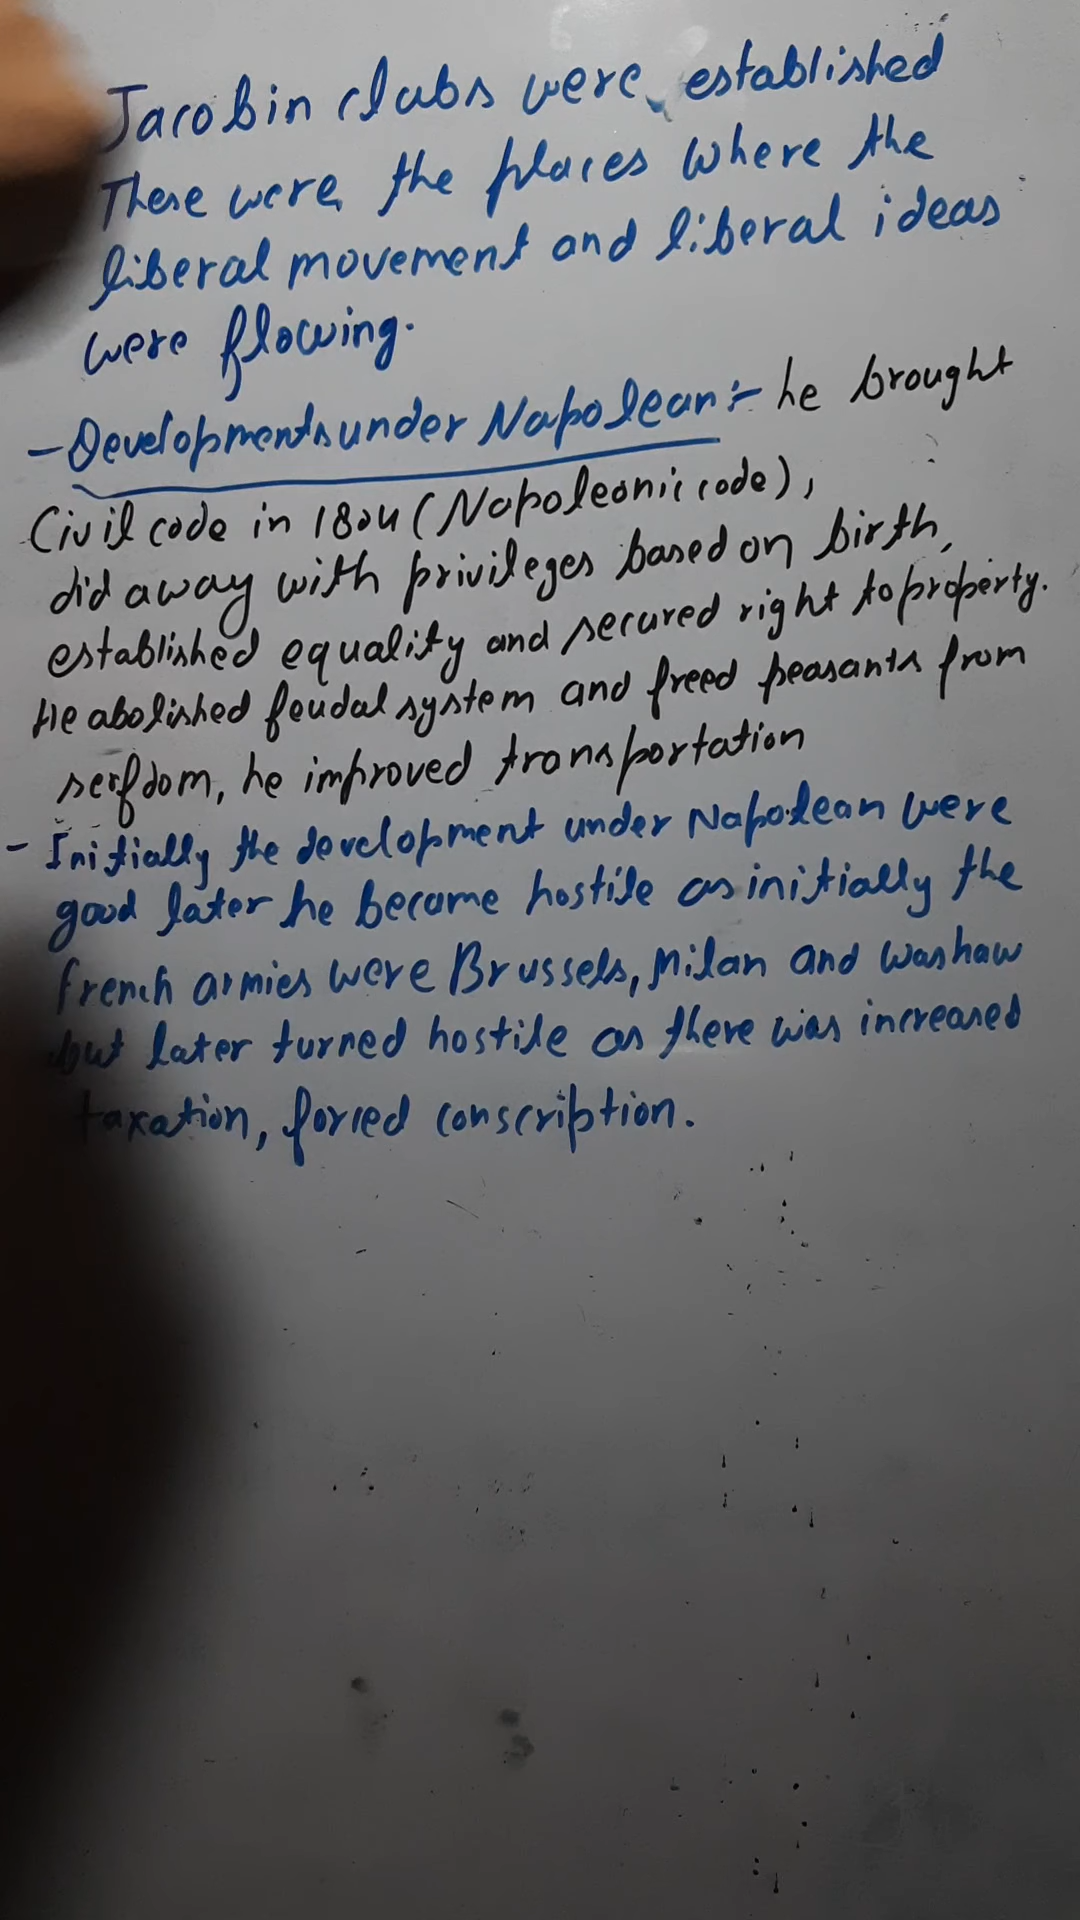 Jacobin clubs were established
These were the places where the
liberal movement and liberal ideas
were flowing.
- Developments under Napolean :- he brought
Civil code in 1804 (Napoleonic code),
did away with privileges based on birth,
established equality and secured right to property.
He abolished feudal system and freed peasants from
serfdom, he improved transportation
- Initially the development under Napolean were
good later he became hostile as initially the
french armies were Brussels, Milan and Washaw
but later turned hostile as there was increased
taxation, forced conscription.